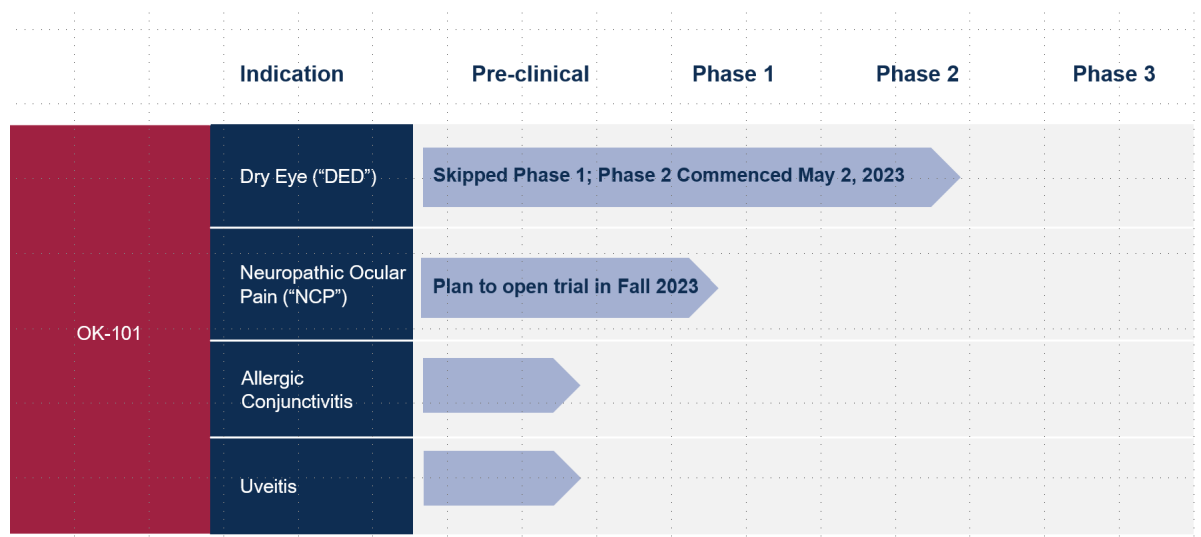 Indication Pre-clinical Phase 1 Phase 2 Phase 3
OK-101
Dry Eye (“DED”) Skipped Phase 1; Phase 2 Commenced May 2, 2023
Neuropathic Ocular
Pain (“NCP”)
Plan to open trial in Fall 2023
Allergic
Conjunctivitis
Uveitis